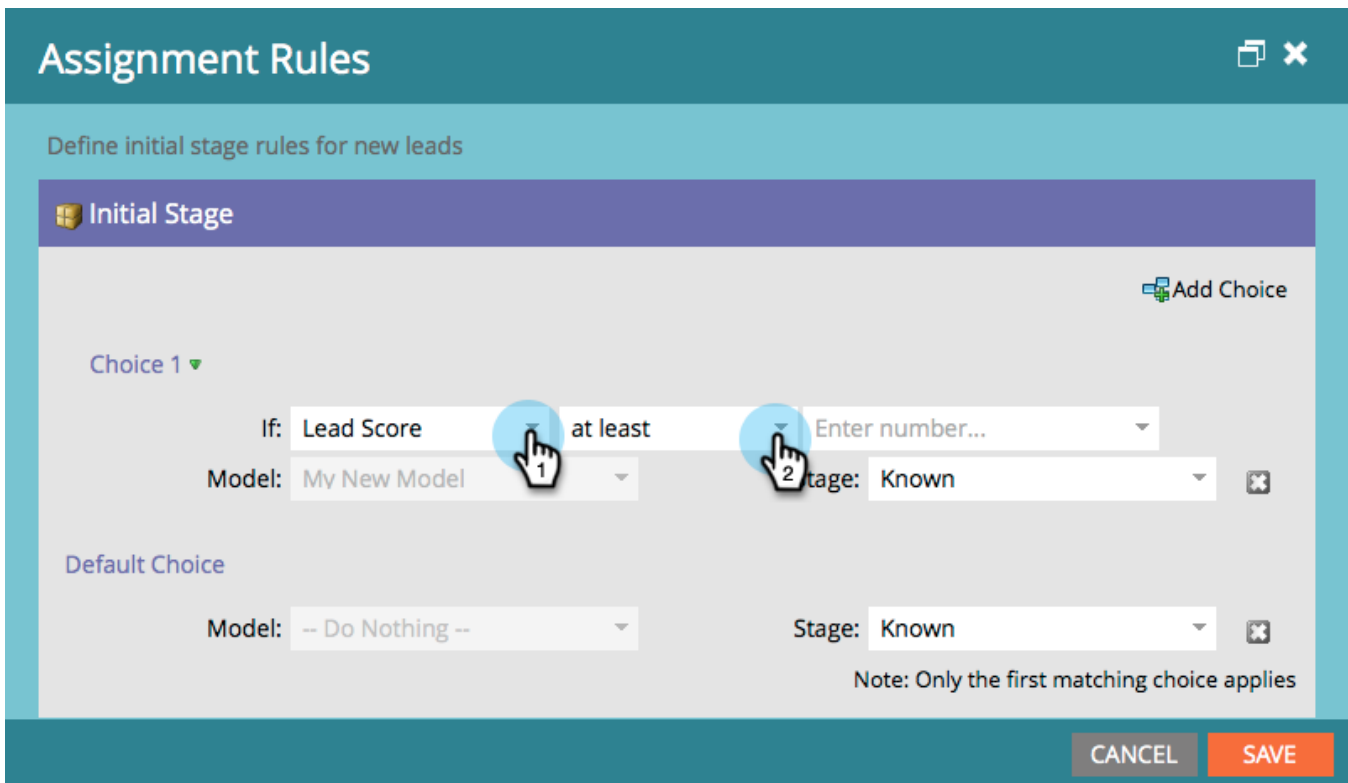 Assignment Rules
Define initial stage rules for new leads
Initial Stage
Add Choice
Choice 1
If: Lead Score at least Enter number...
1 2
Model: My New Model Stage: Known
Default Choice
Model: -- Do Nothing -- Stage: Known
Note: Only the first matching choice applies
CANCEL SAVE